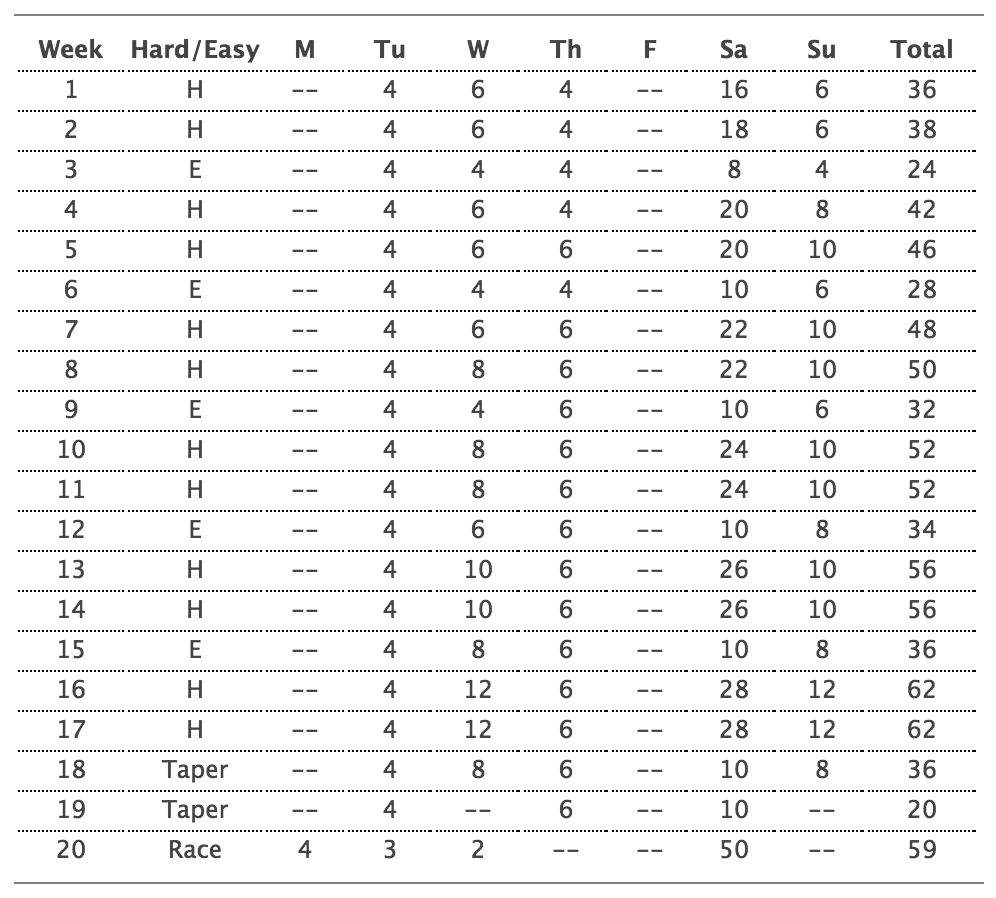 Week Hard/Easy M Tu W Th F Sa Su Total
1 H -- 4 6 4 -- 16 6 36
2 H -- 4 6 4 -- 18 6 38
3 E -- 4 4 4 -- 8 4 24
4 H -- 4 6 4 -- 20 8 42
5 H -- 4 6 6 -- 20 10 46
6 E -- 4 4 4 -- 10 6 28
7 H -- 4 6 6 -- 22 10 48
8 H -- 4 8 6 -- 22 10 50
9 E -- 4 4 6 -- 10 6 32
10 H -- 4 8 6 -- 24 10 52
11 H -- 4 8 6 -- 24 10 52
12 E -- 4 6 6 -- 10 8 34
13 H -- 4 10 6 -- 26 10 56
14 H -- 4 10 6 -- 26 10 56
15 E -- 4 8 6 -- 10 8 36
16 H -- 4 12 6 -- 28 12 62
17 H -- 4 12 6 -- 28 12 62
18 Taper -- 4 8 6 -- 10 8 36
19 Taper -- 4 -- 6 -- 10 -- 20
20 Race 4 3 2 -- -- 50 -- 59